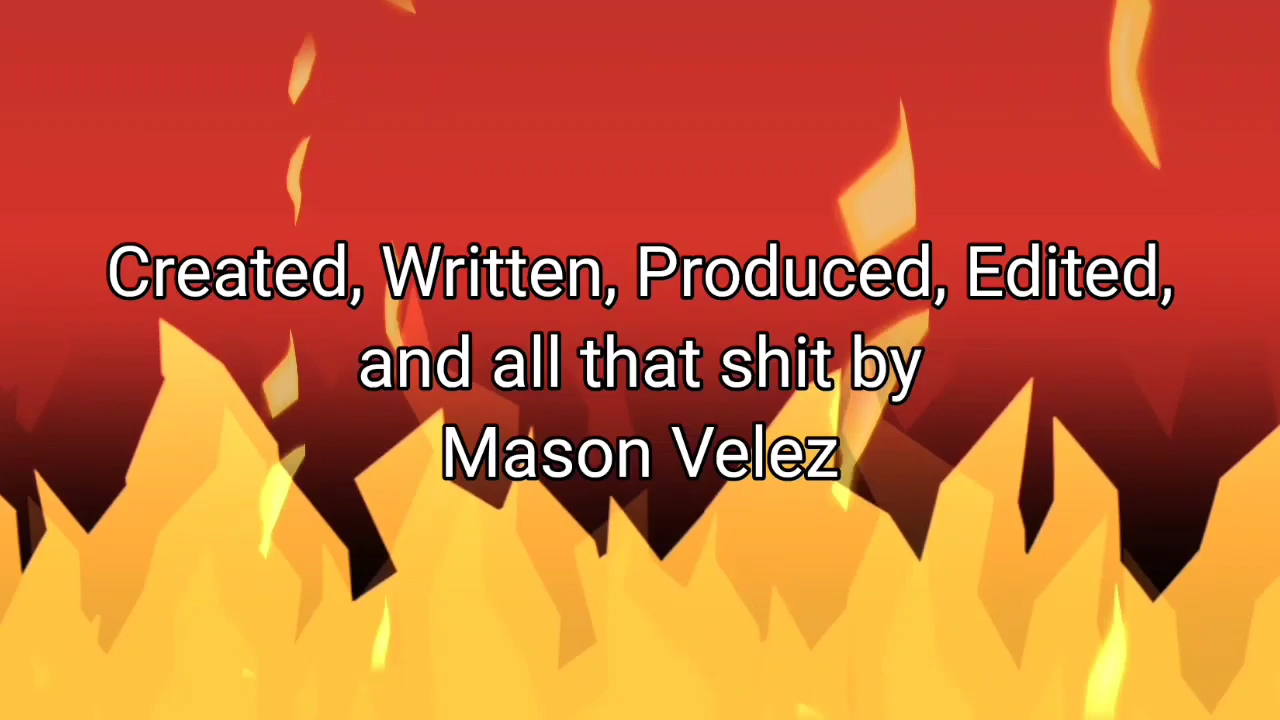 Created, Written, Produced, Edited,
and all that shit by
Mason Velez